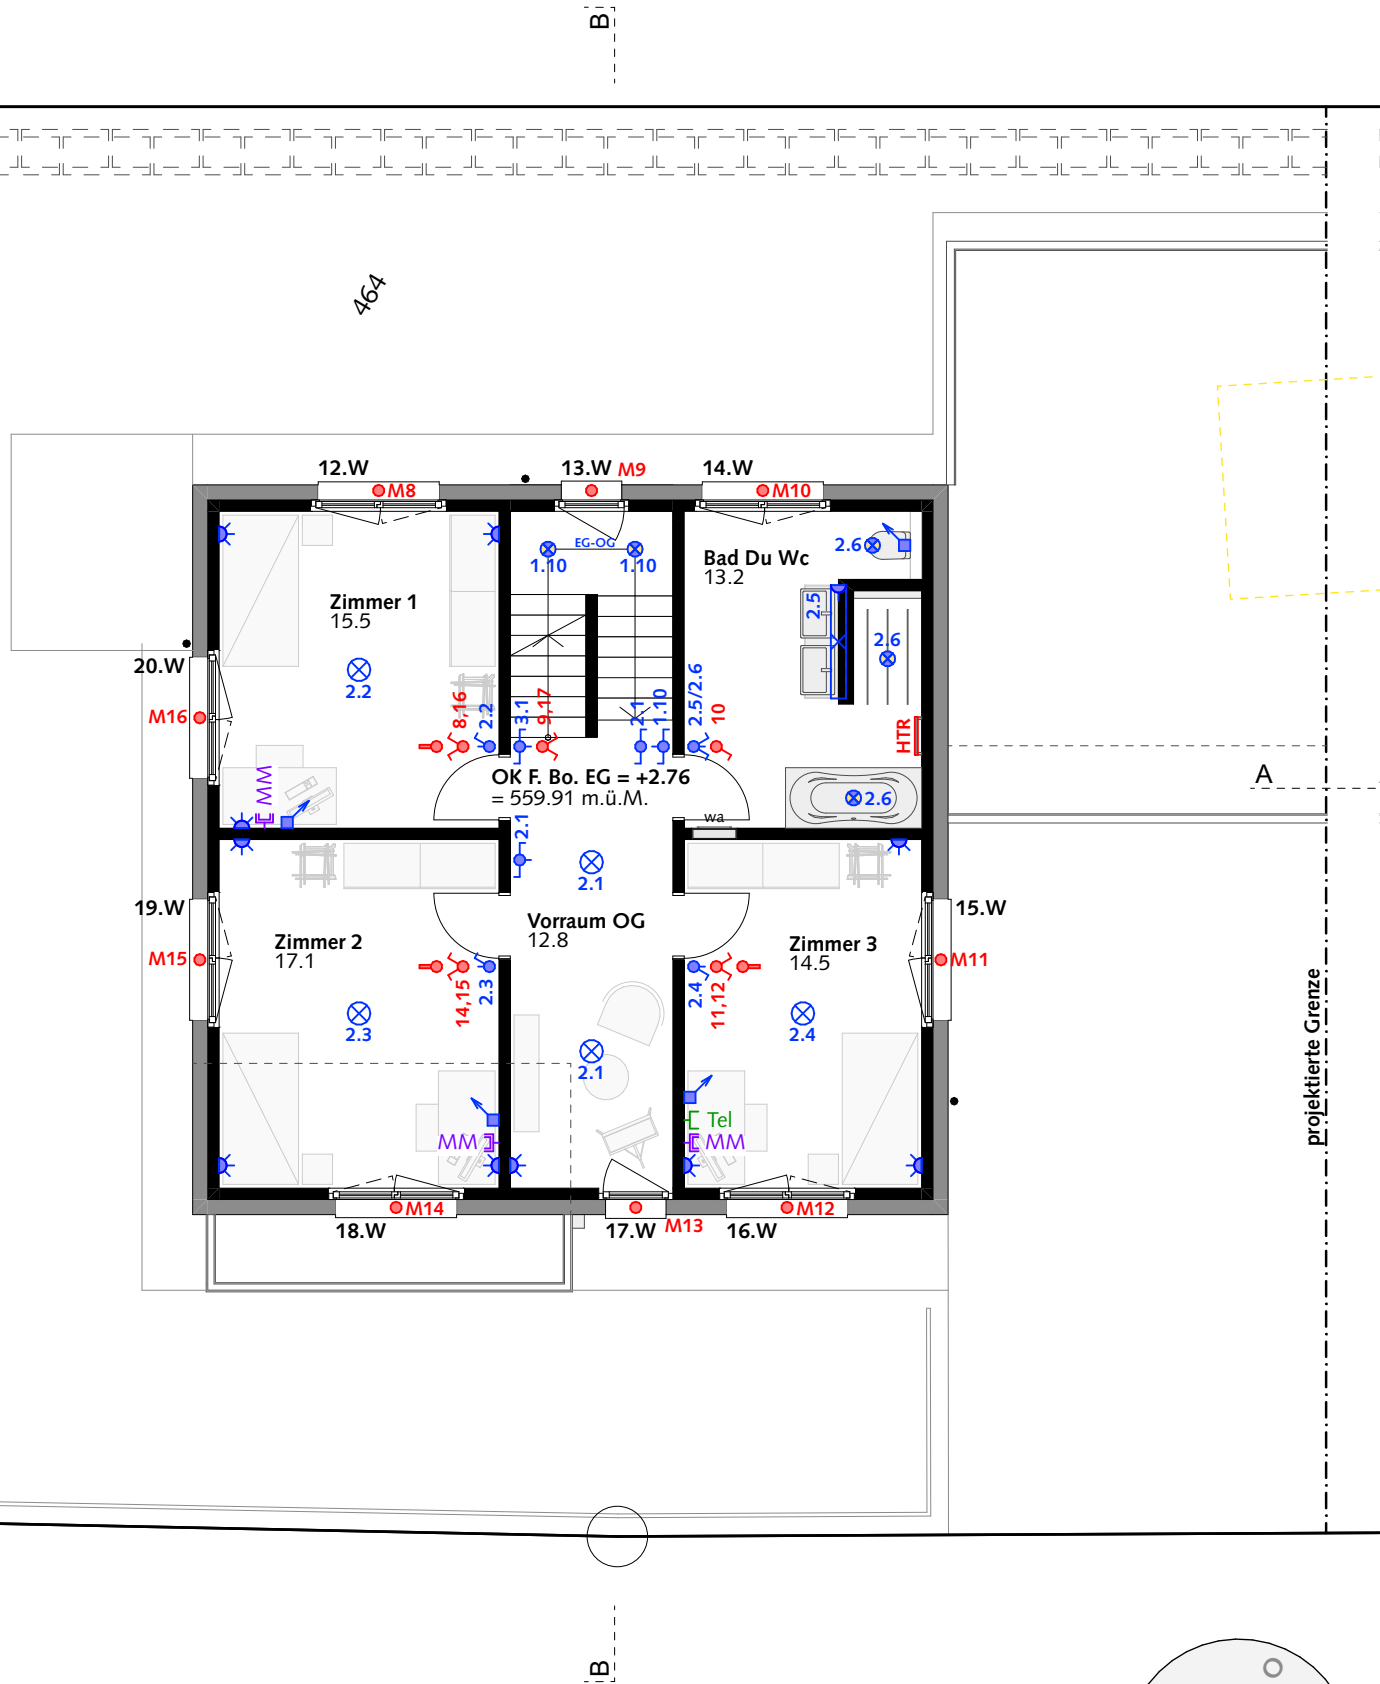 B
464
12.W
M8
13.W
M9
14.W
M10
EG-OG
1.10
1.10
Bad Du Wc
13.2
2.6
2.5
2.6
Zimmer 1
15.5
2.2
20.W
M16
8,16
2.2
3.1
9,17
2.1
1.10
2.5/2.6
10
HTR
MM
OK F. Bo. EG = +2.76
= 559.91 m.ü.M.
2.6
wa
A
2.1
2.1
19.W
M15
Zimmer 2
17.1
Vorraum OG
12.8
Zimmer 3
14.5
15.W
M11
14,15
2.3
2.4
11,12
2.3
2.1
2.4
projektierte Grenze
MM
Tel
MM
M14
18.W
17.W
M13
M12
16.W
B